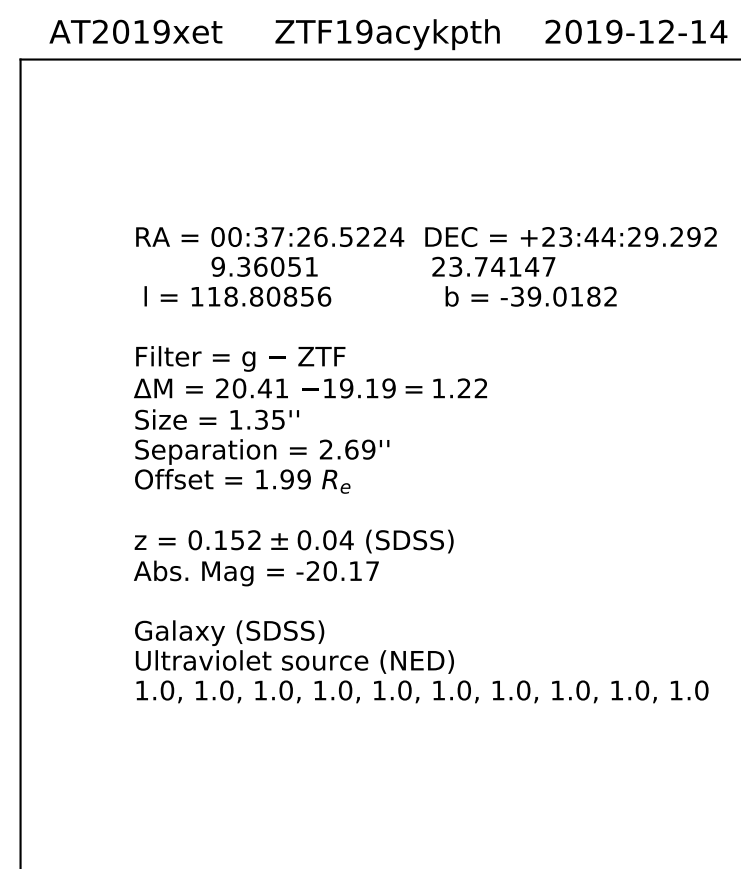 AT2019xet ZTF19acykpth 2019-12-14
RA = 00:37:26.5224 DEC = +23:44:29.292
9.36051 23.74147
l = 118.80856 b = -39.0182
Filter = g − ZTF
ΔM = 20.41 −19.19 = 1.22
Size = 1.35''
Separation = 2.69''
Offset = 1.99 Rₑ
z = 0.152 ± 0.04 (SDSS)
Abs. Mag = -20.17
Galaxy (SDSS)
Ultraviolet source (NED)
1.0, 1.0, 1.0, 1.0, 1.0, 1.0, 1.0, 1.0, 1.0, 1.0